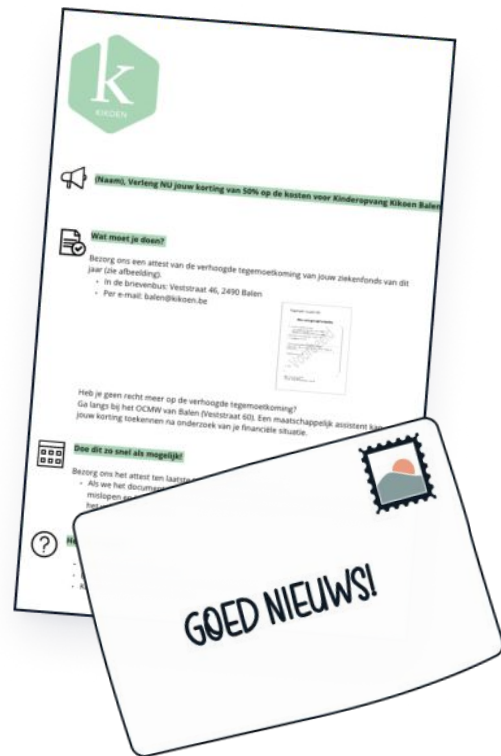 k
KIKOEN
(Naam), Verleng NU jouw korting van 50% op de kosten voor Kinderopvang Kikoen Balen
Wat moet je doen?
Bezorg ons een attest van de verhoogde tegemoetkoming van jouw ziekenfonds van dit
jaar (zie afbeelding).
• In de brievenbus: Veststraat 46, 2490 Balen
• Per e-mail: balen@kikoen.be
Heb je geen recht meer op de verhoogde tegemoetkoming?
Ga langs bij het OCMW van Balen (Veststraat 60). Een maatschappelijk assistent kan
jouw korting toekennen na onderzoek van je financiële situatie.
Doe dit zo snel als mogelijk!
Bezorg ons het attest ten laatste
• Als we het document
mislopen en
het
?
GOED NIEUWS!